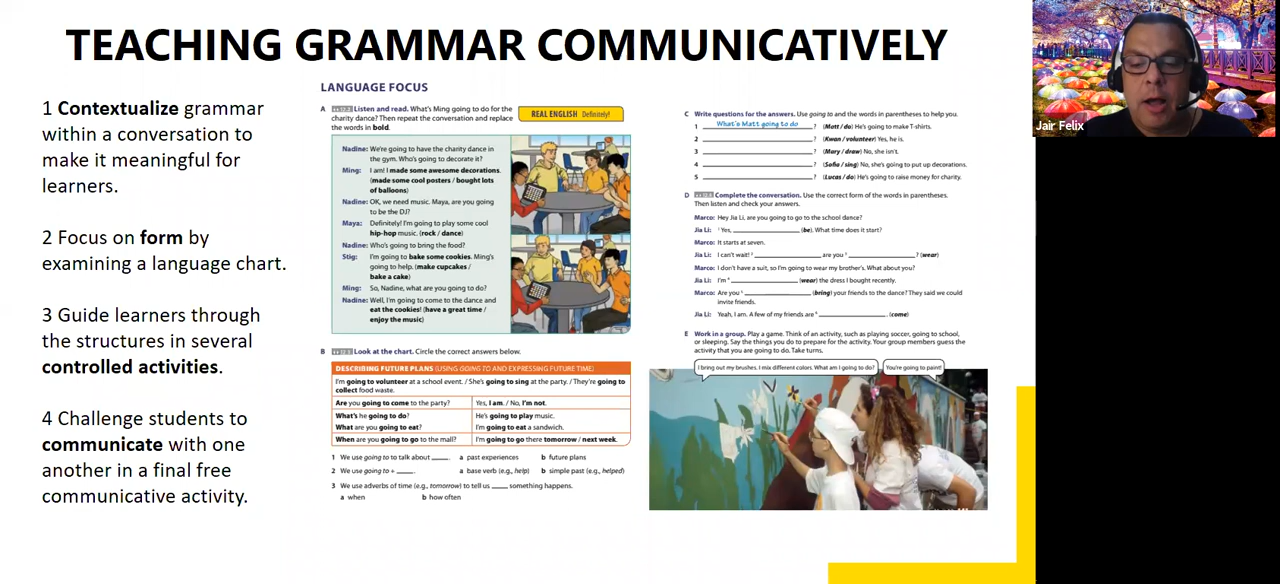 TEACHING GRAMMAR COMMUNICATIVELY
1 Contextualize grammar
within a conversation to
make it meaningful for
learners.
2 Focus on form by
examining a language chart.
3 Guide learners through
the structures in several
controlled activities.
4 Challenge students to
communicate with one
another in a final free
communicative activity.
LANGUAGE FOCUS
A Listen and read. What's Ming going to do for the
charity dance? Then repeat the conversation and replace
the words in bold.
REAL ENGLISH Definitely!
Nadine: We're going to have the charity dance in
the gym. Who's going to decorate it?
Ming: I am! I made some awesome decorations.
(made some cool posters / bought lots
of balloons)
Nadine: OK, we need music. Maya, are you going
to be the DJ?
Maya: Definitely! I'm going to play some cool
hip-hop music. (rock / dance)
Nadine: Who's going to bring the food?
Stig: I'm going to bake some cookies. Ming's
going to help. (make cupcakes /
bake a cake)
Ming: So, Nadine, what are you going to do?
Nadine: Well, I'm going to come to the dance and
eat the cookies! (have a great time /
enjoy the music)
B Look at the chart. Circle the correct answers below.
DESCRIBING FUTURE PLANS (USING GOING TO AND EXPRESSING FUTURE TIME)
I'm going to volunteer at a school event. / She's going to sing at the party. / They're going to
collect food waste.
Are you going to come to the party? Yes, I am. / No, I'm not.
What's he going to do? He's going to play music.
What are you going to eat? I'm going to eat a sandwich.
When are you going to go to the mall? I'm going to go there tomorrow / next week.
1 We use going to to talk about ____. a past experiences b future plans
2 We use going to + ____. a base verb (e.g., help) b simple past (e.g., helped)
3 We use adverbs of time (e.g., tomorrow) to tell us ____ something happens.
a when b how often
C Write questions for the answers. Use going to and the words in parentheses to help you.
1 What's Matt going to do ? (Matt / do) He's going to make T-shirts.
2 ____ ? (Kwan / volunteer) Yes, he is.
3 ____ ? (Mary / draw) No, she isn't.
4 ____ ? (Sofia / sing) No, she's going to put up decorations.
5 ____ ? (Lucas / do) He's going to raise money for charity.
D Complete the conversation. Use the correct form of the words in parentheses.
Then listen and check your answers.
Marco: Hey Jia Li, are you going to go to the school dance?
Jia Li: 1 Yes, ____ (be). What time does it start?
Marco: It starts at seven.
Jia Li: I can't wait! 2 ____ are you 3 ____ ? (wear)
Marco: I don't have a suit, so I'm going to wear my brother's. What about you?
Jia Li: I'm 4 ____ (wear) the dress I bought recently.
Marco: Are you 5 ____ (bring) your friends to the dance? They said we could
invite friends.
Jia Li: Yeah, I am. A few of my friends are 6 ____. (come)
E Work in a group. Play a game. Think of an activity, such as playing soccer, going to school,
or sleeping. Say the things you do to prepare for the activity. Your group members guess the
activity that you are going to do. Take turns.
I bring out my brushes. I mix different colors. What am I going to do? You're going to paint!
Jair Felix